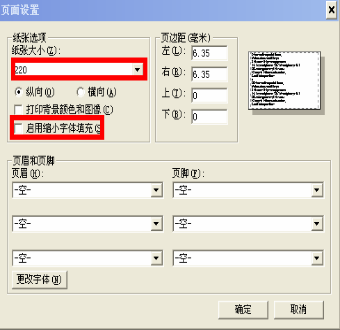 页面设置
纸张选项
纸张大小(Z):
220
纵向(O)
横向(A)
打印背景颜色和图像(C)
启用缩小字体填充(S
页边距(毫米)
左(L):
6.35
右(R):
6.35
上(T):
0
下(B):
0
页眉和页脚
页眉(H):
页脚(F):
-空-
-空-
-空-
-空-
-空-
-空-
更改字体(N)
确定
取消